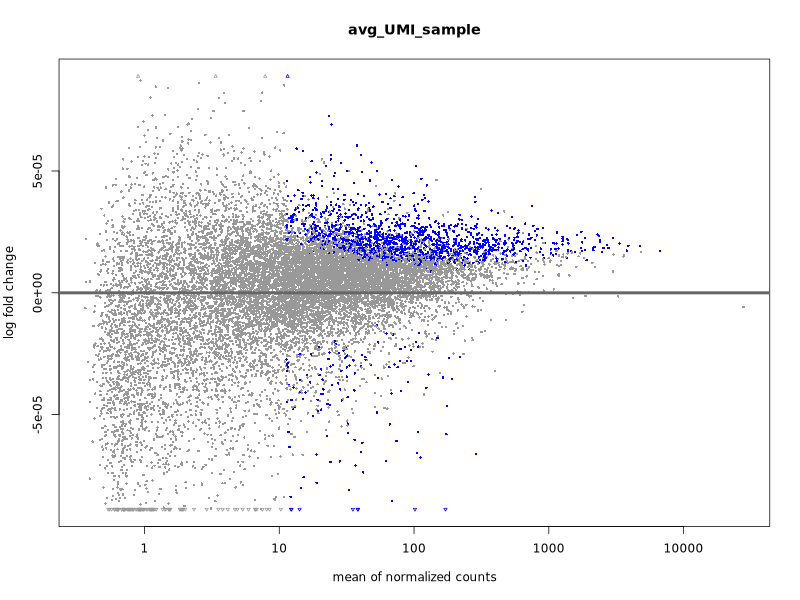 avg_UMI_sample
log fold change
5e-05
0e+00
-5e-05
1
10
100
1000
10000
mean of normalized counts